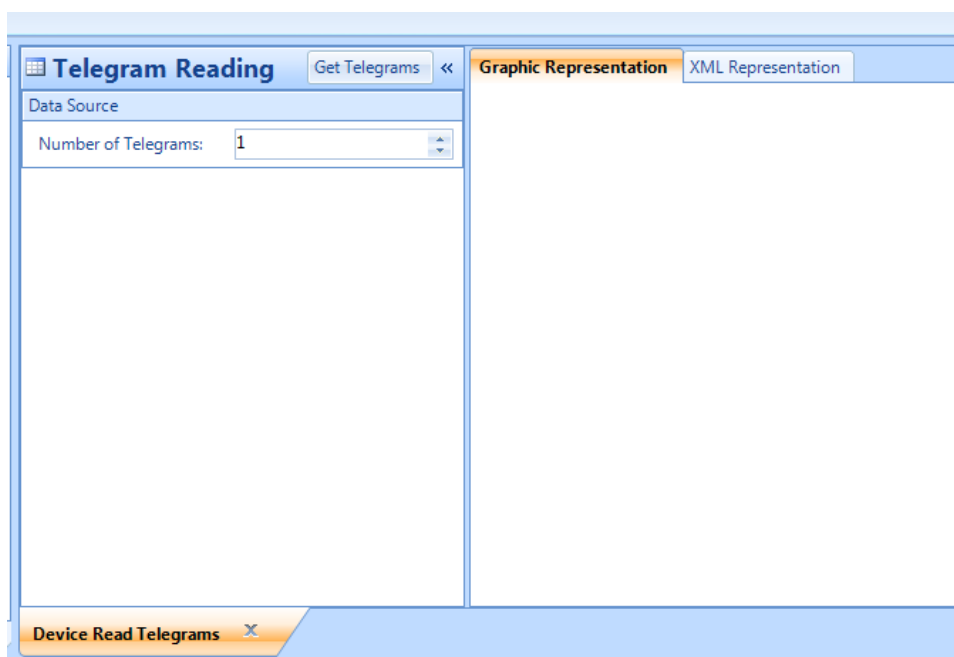 Telegram Reading
Get Telegrams
«
Graphic Representation
XML Representation
Data Source
Number of Telegrams:
1
Device Read Telegrams
x